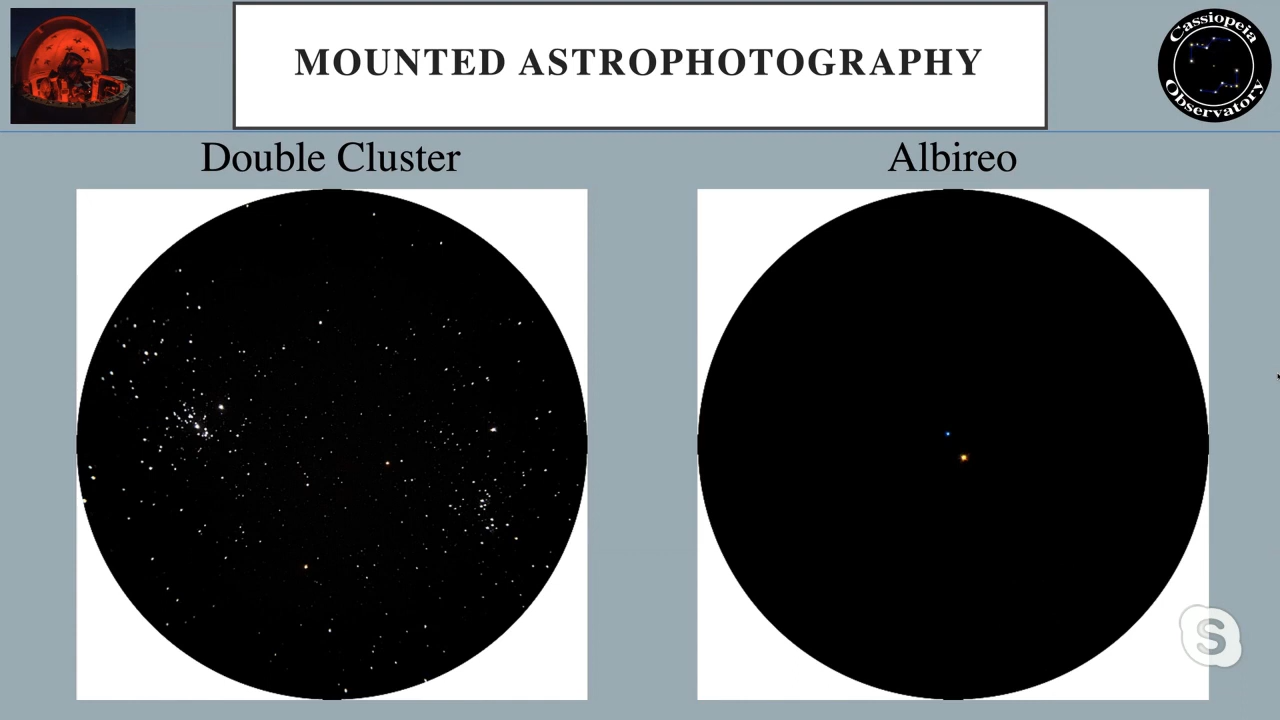 MOUNTED ASTROPHOTOGRAPHY
Cassiopeia
Observatory
Double Cluster
Albireo
S